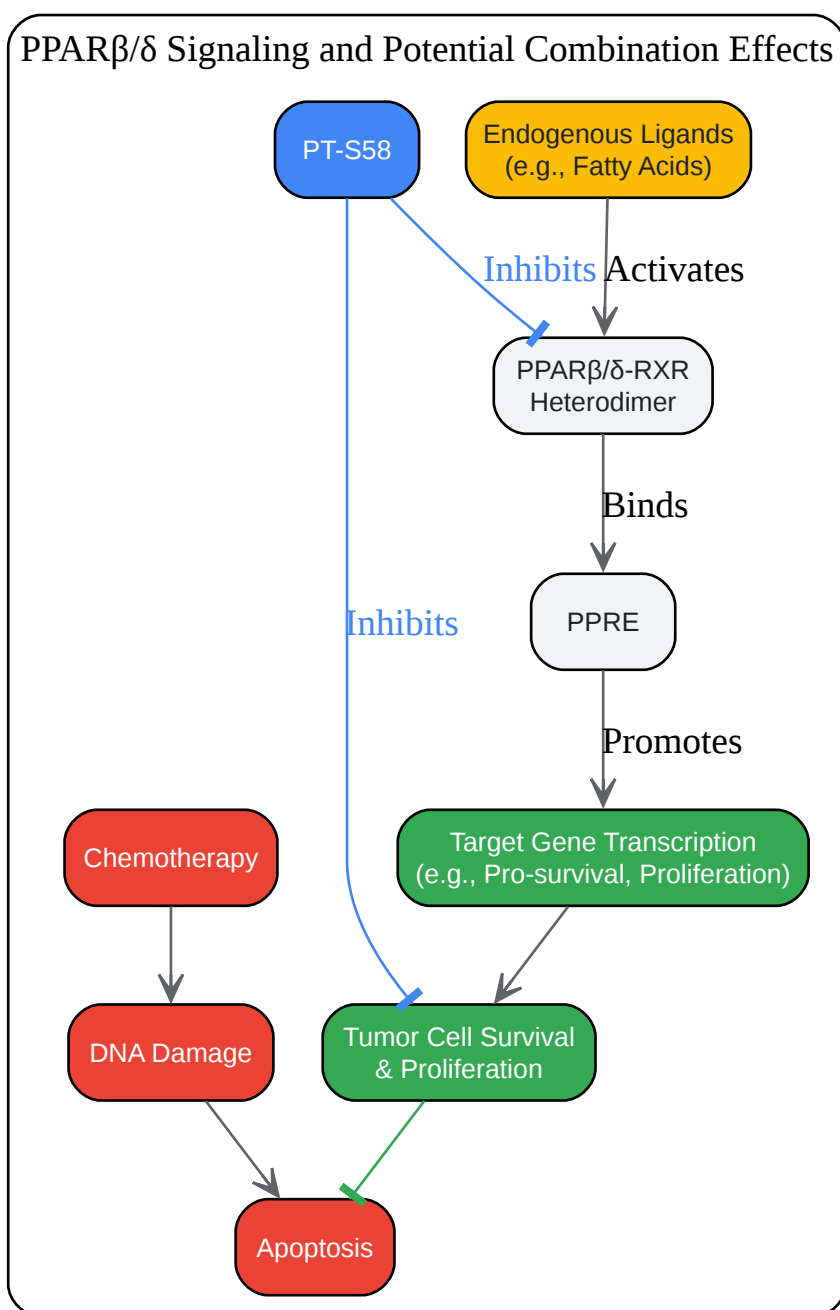 PPARβ/δ Signaling and Potential Combination Effects
PT-S58
Endogenous Ligands
(e.g., Fatty Acids)
Inhibits
Activates
PPARβ/δ-RXR
Heterodimer
Binds
Inhibits
PPRE
Promotes
Chemotherapy
Target Gene Transcription
(e.g., Pro-survival, Proliferation)
DNA Damage
Tumor Cell Survival
& Proliferation
Apoptosis